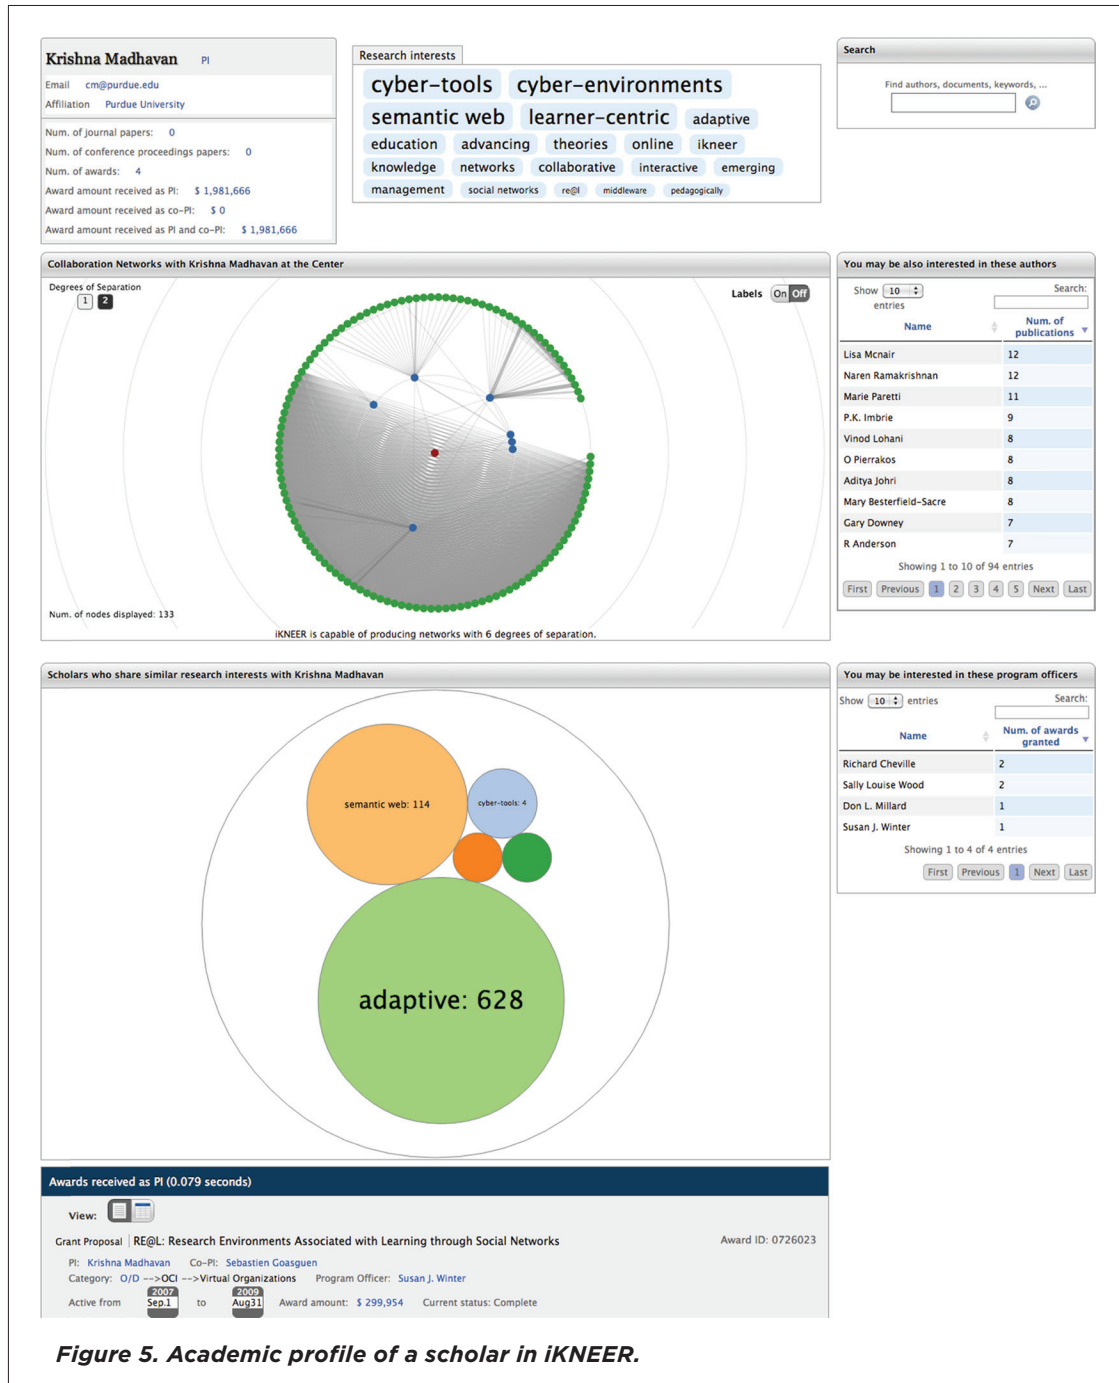 Krishna Madhavan PI
Email cm@purdue.edu
Affiliation Purdue University
Num. of journal papers: 0
Num. of conference proceedings papers: 0
Num. of awards: 4
Award amount received as PI: $ 1,981,666
Award amount received as co-PI: $ 0
Award amount received as PI and co-PI: $ 1,981,666
Research interests
cyber-tools cyber-environments
semantic web learner-centric adaptive
education advancing theories online ikneer
knowledge networks collaborative interactive emerging
management social networks re@l middleware pedagogically
Search
Find authors, documents, keywords, ...
Collaboration Networks with Krishna Madhavan at the Center
Degrees of Separation
1 2
Labels On Off
Num. of nodes displayed: 133
iKNEER is capable of producing networks with 6 degrees of separation.
You may be also interested in these authors
Show 10 entries
Search:
Name Num. of publications
Lisa Mcnair 12
Naren Ramakrishnan 12
Marie Paretti 11
P.K. Imbrie 9
Vinod Lohani 8
O Pierrakos 8
Aditya Johri 8
Mary Besterfield-Sacre 8
Gary Downey 7
R Anderson 7
Showing 1 to 10 of 94 entries
First Previous 1 2 3 4 5 Next Last
Scholars who share similar research interests with Krishna Madhavan
semantic web: 114
cyber-tools: 4
adaptive: 628
You may be interested in these program officers
Show 10 entries
Search:
Name Num. of awards granted
Richard Cheville 2
Sally Louise Wood 2
Don L. Millard 1
Susan J. Winter 1
Showing 1 to 4 of 4 entries
First Previous 1 Next Last
Awards received as PI (0.079 seconds)
View:
Grant Proposal RE@L: Research Environments Associated with Learning through Social Networks Award ID: 0726023
PI: Krishna Madhavan Co-PI: Sebastien Goasguen
Category: O/D -->OCI -->Virtual Organizations Program Officer: Susan J. Winter
Active from 2007 Sep.1 to 2009 Aug31 Award amount: $ 299,954 Current status: Complete
Figure 5. Academic profile of a scholar in iKNEER.